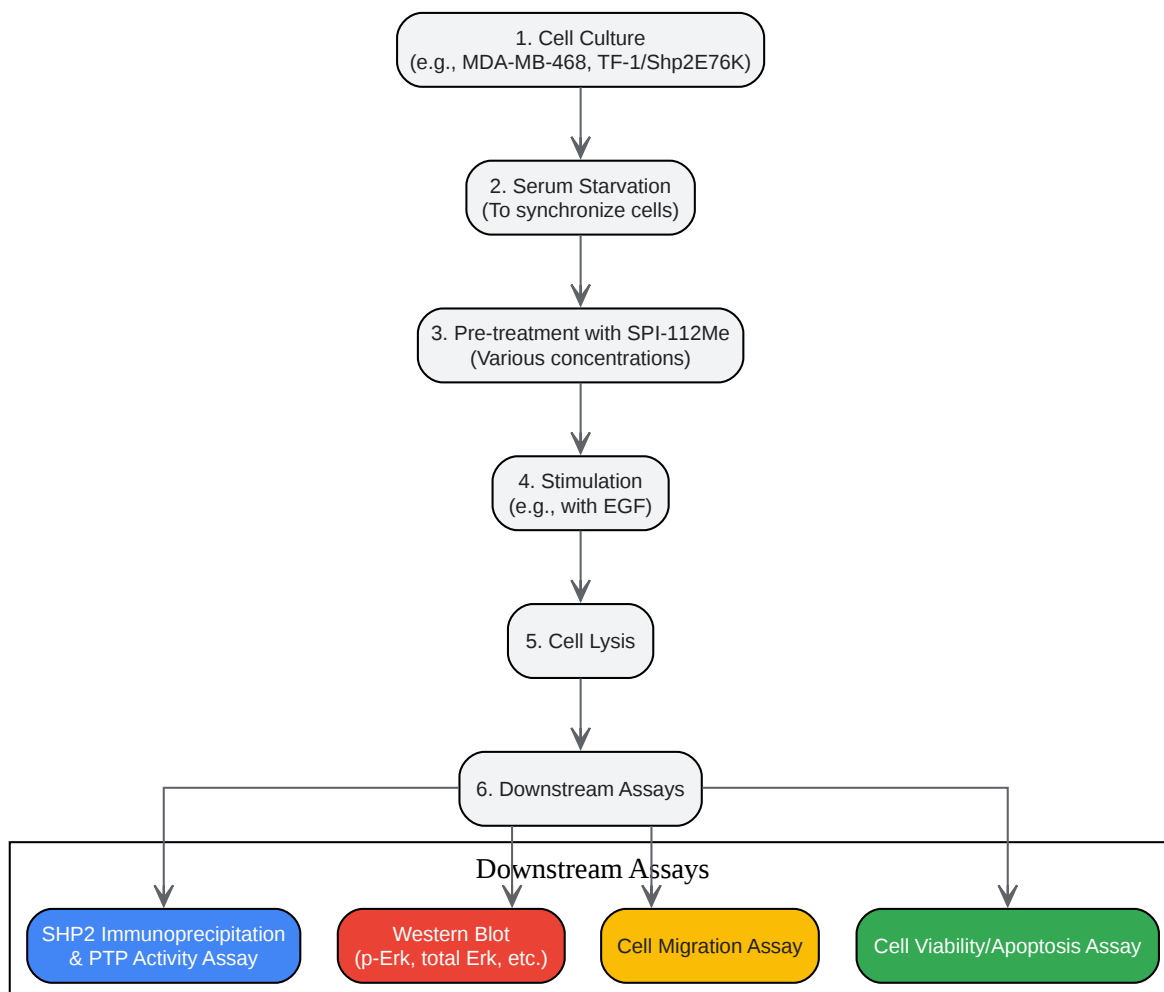 1. Cell Culture
(e.g., MDA-MB-468, TF-1/Shp2E76K)
2. Serum Starvation
(To synchronize cells)
3. Pre-treatment with SPI-112Me
(Various concentrations)
4. Stimulation
(e.g., with EGF)
5. Cell Lysis
6. Downstream Assays
Downstream Assays
SHP2 Immunoprecipitation
& PTP Activity Assay
Western Blot
(p-Erk, total Erk, etc.)
Cell Migration Assay
Cell Viability/Apoptosis Assay